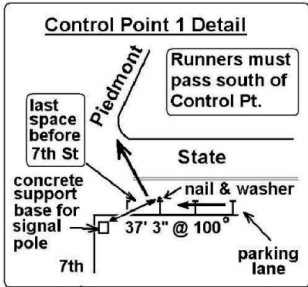 Control Point 1 Detail
Runners must
pass south of
Control Pt.
Piedmont
last
space
before
7th St
State
concrete
support
base for
signal
pole
nail & washer
37' 3" @ 100°
parking
lane
7th